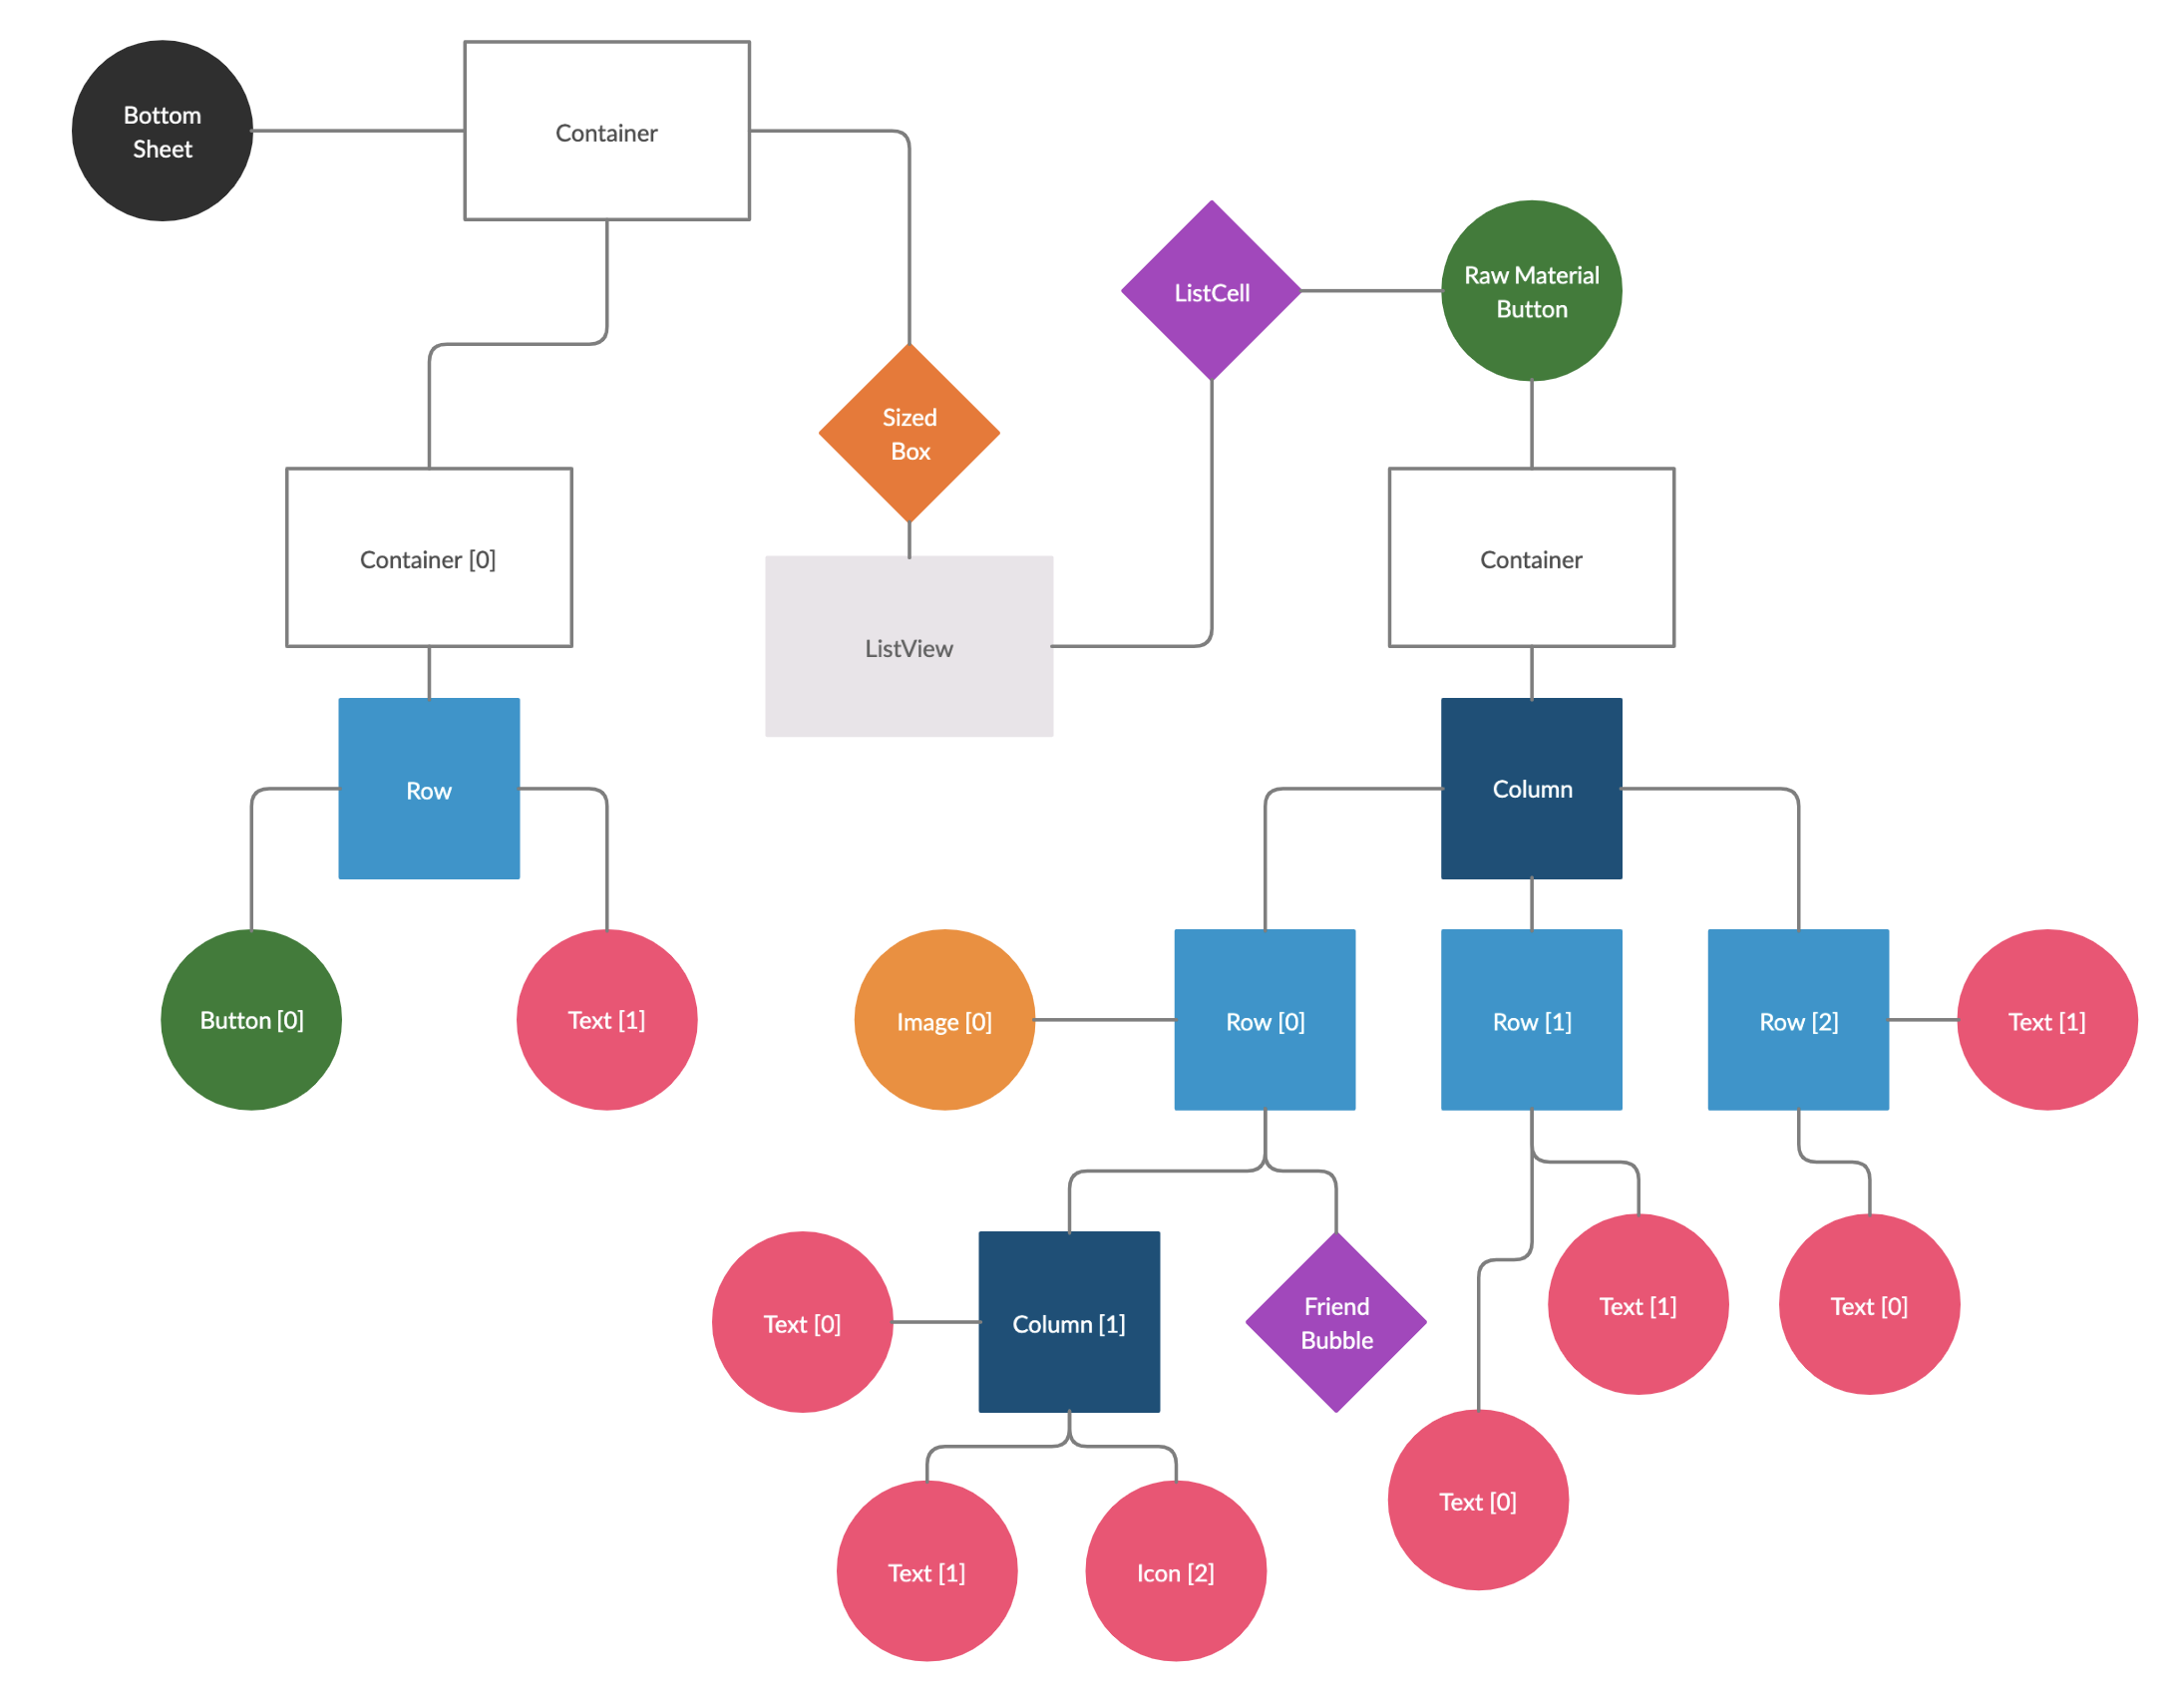 Bottom
Sheet
Container
ListCell
Raw Material
Button
Sized
Box
Container [0]
Container
ListView
Row
Column
Button [0]
Text [1]
Image [0]
Row [0]
Row [1]
Row [2]
Text [1]
Text [0]
Column [1]
Friend
Bubble
Text [1]
Text [0]
Text [0]
Text [1]
Icon [2]